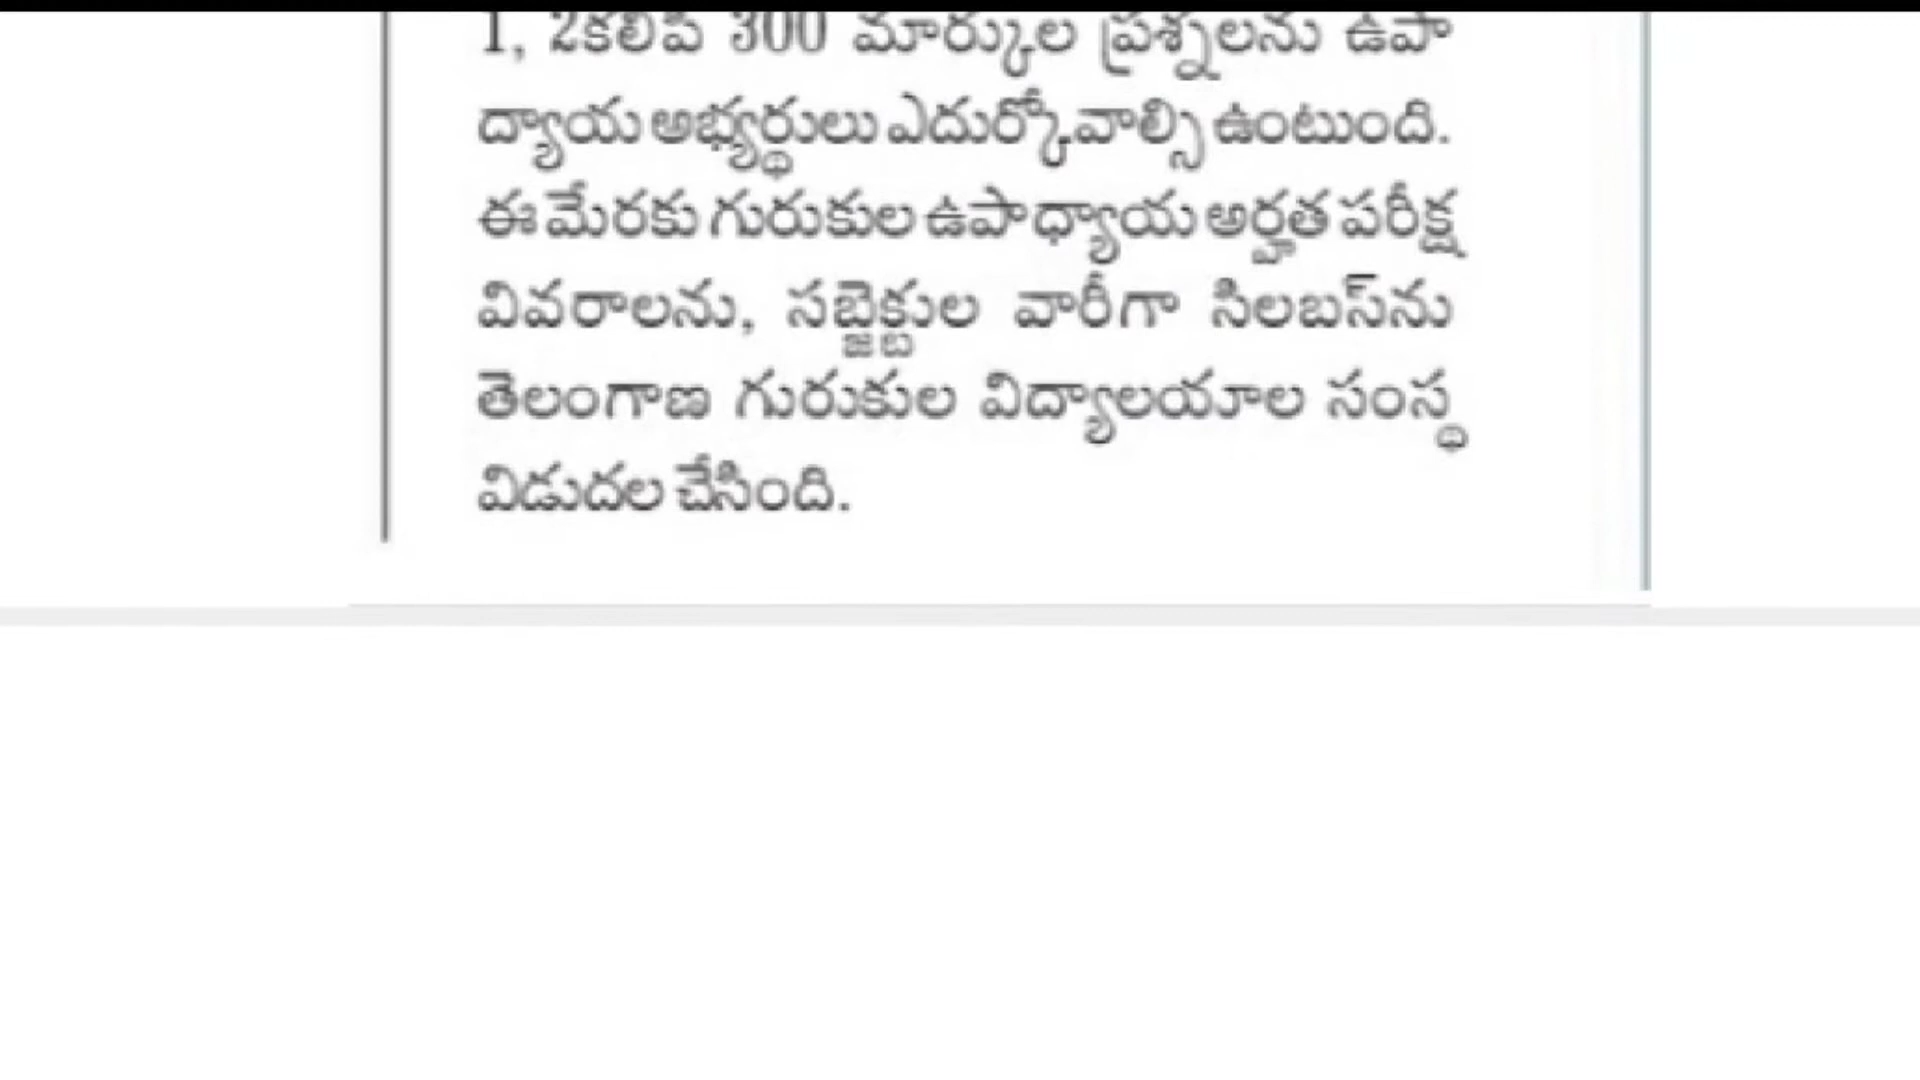 1, 2కలిపి 300 మార్కుల ప్రశ్నలను ఉపా
ద్యాయ అభ్యర్థులు ఎదుర్కోవాల్సి ఉంటుంది.
ఈ మేరకు గురుకుల ఉపాధ్యాయ అర్హత పరీక్ష
వివరాలను, సబ్జెక్టుల వారీగా సిలబస్‌ను
తెలంగాణ గురుకుల విద్యాలయాల సంస్థ
విడుదల చేసింది.